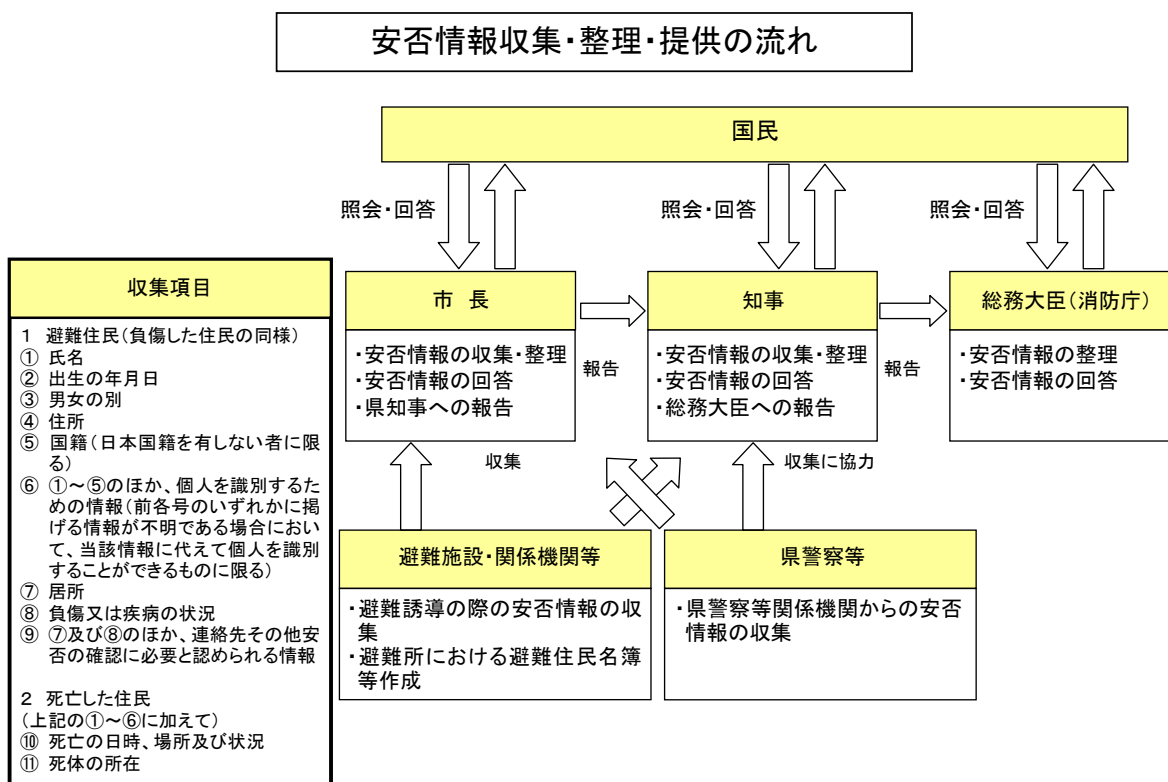 安否情報収集・整理・提供の流れ
国民
照会・回答
照会・回答
照会・回答
収集項目
1 避難住民(負傷した住民の同様)
① 氏名
② 出生の年月日
③ 男女の別
④ 住所
⑤ 国籍(日本国籍を有しない者に限
る)
⑥ ①～⑤のほか、個人を識別するた
めの情報(前各号のいずれかに掲
げる情報が不明である場合におい
て、当該情報に代えて個人を識別
することができるものに限る)
⑦ 居所
⑧ 負傷又は疾病の状況
⑨ ⑦及び⑧のほか、連絡先その他安
否の確認に必要と認められる情報
2 死亡した住民
(上記の①～⑥に加えて)
⑩ 死亡の日時、場所及び状況
⑪ 死体の所在
市 長
・安否情報の収集・整理
・安否情報の回答
・県知事への報告
報告
知事
・安否情報の収集・整理
・安否情報の回答
・総務大臣への報告
報告
総務大臣(消防庁)
・安否情報の整理
・安否情報の回答
収集
収集に協力
避難施設・関係機関等
・避難誘導の際の安否情報の収
集
・避難所における避難住民名簿
等作成
県警察等
・県警察等関係機関からの安否
情報の収集